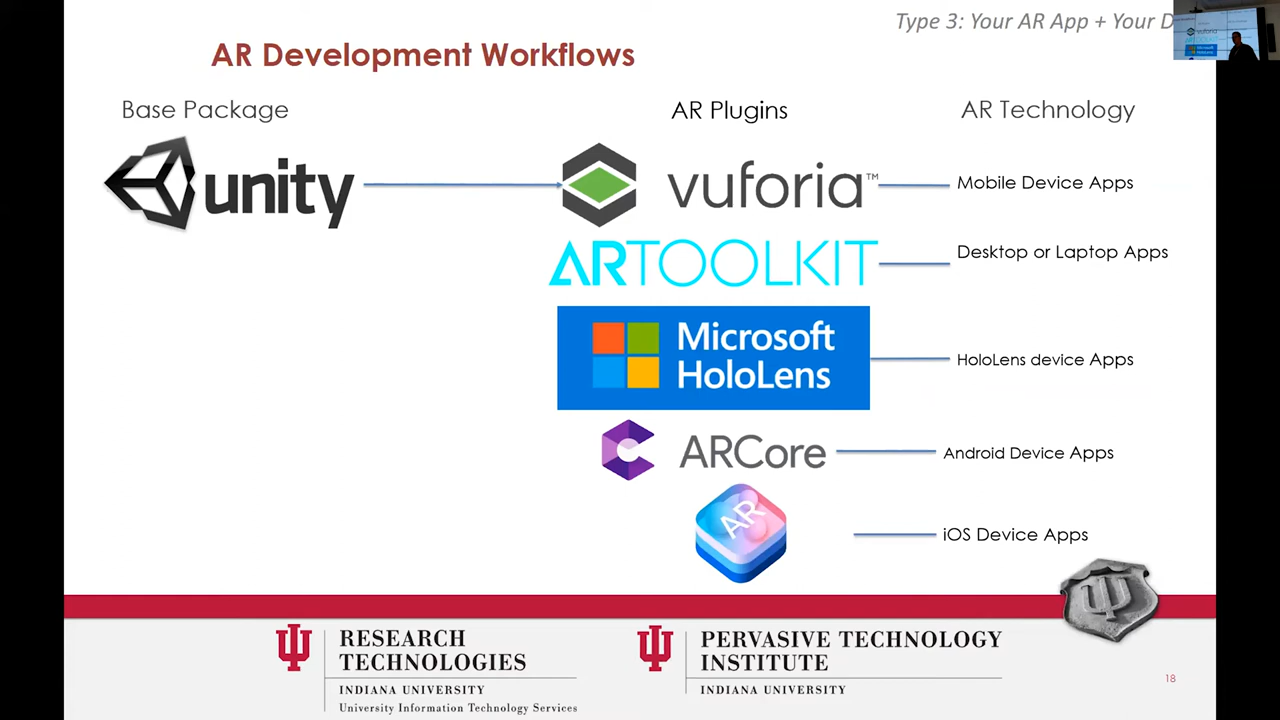 Type 3: Your AR App + Your D
AR Development Workflows
Base Package
AR Plugins
AR Technology
unity
vuforia™
Mobile Device Apps
ARTOOLKIT
Desktop or Laptop Apps
Microsoft
HoloLens
HoloLens device Apps
ARCore
Android Device Apps
AR
iOS Device Apps
RESEARCH
TECHNOLOGIES
INDIANA UNIVERSITY
University Information Technology Services
PERVASIVE TECHNOLOGY
INSTITUTE
INDIANA UNIVERSITY
18